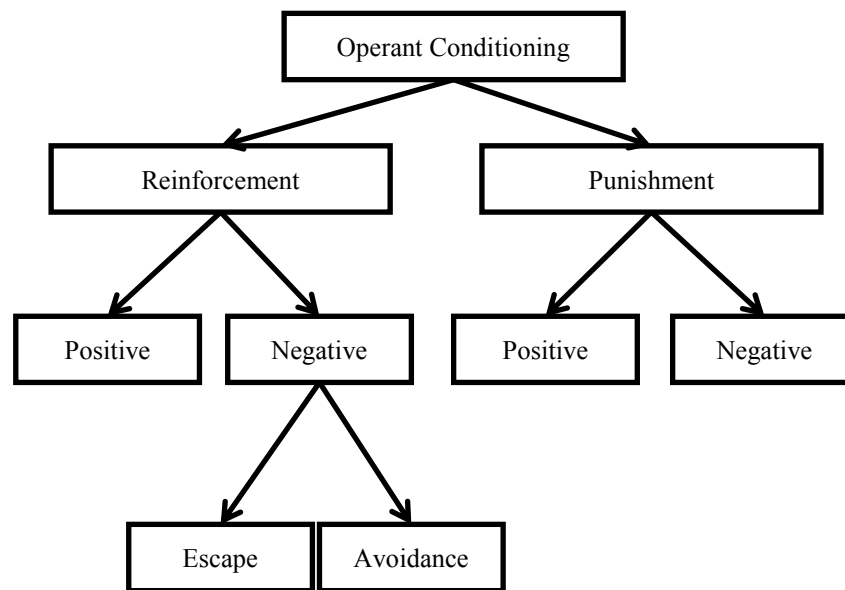 Operant Conditioning
Reinforcement
Punishment
Positive
Negative
Positive
Negative
Escape
Avoidance